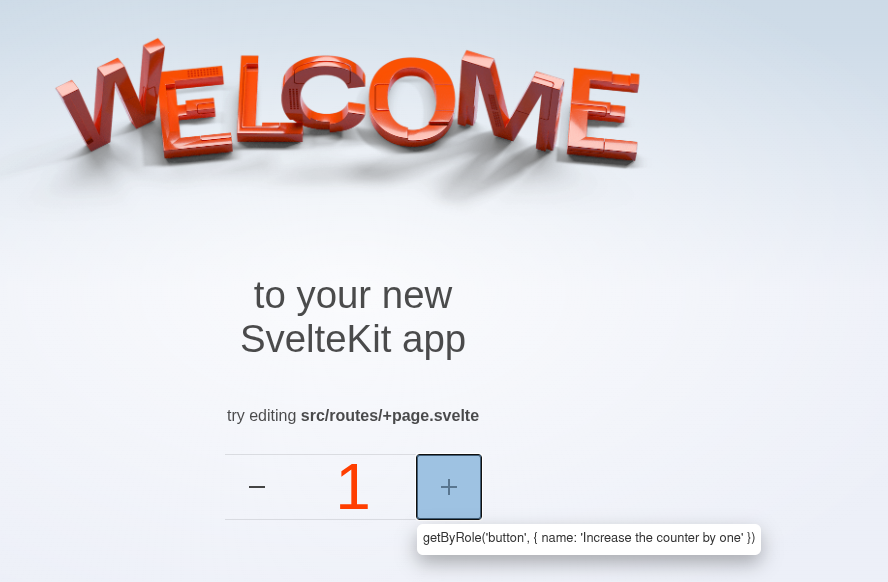 WELCOME
to your new
SvelteKit app
try editing src/routes/+page.svelte
− 1 +
getByRole('button', { name: 'Increase the counter by one' })